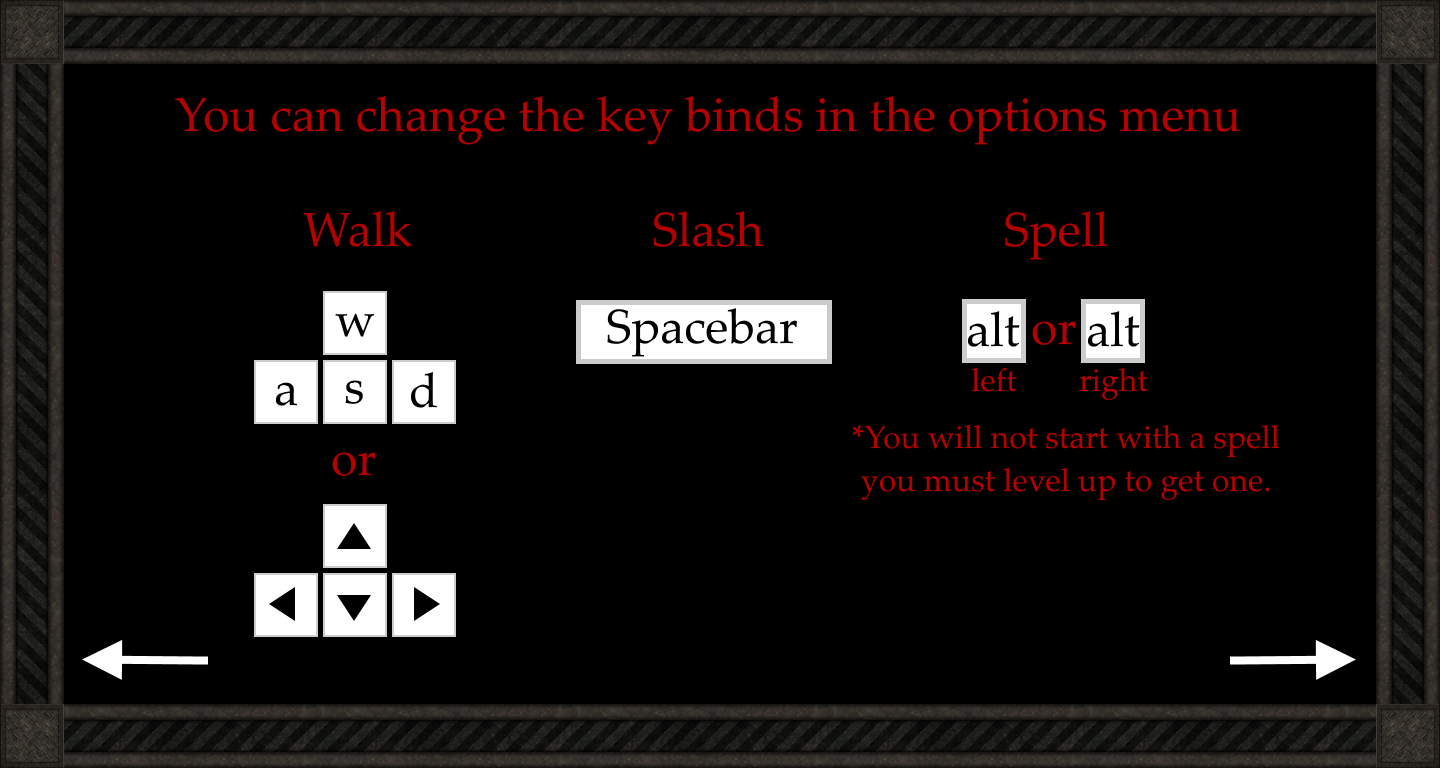 You can change the key binds in the options menu
Walk
Slash
Spell
w
a s d
or
Spacebar
alt or alt
left right
*You will not start with a spell
you must level up to get one.